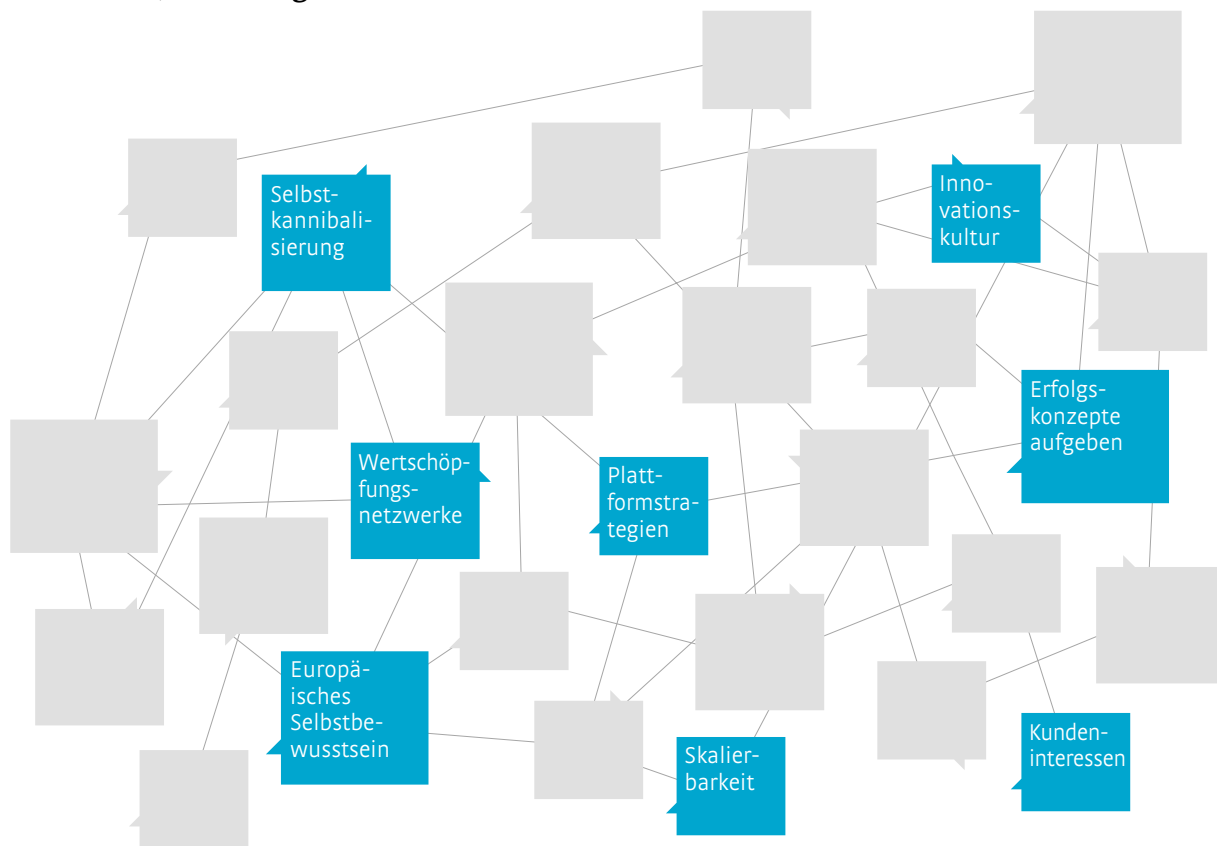 Selbst-
kannibali-
sierung
Inno-
vations-
kultur
Erfolgs-
konzepte
aufgeben
Wertschöp-
fungs-
netzwerke
Platt-
formstra-
tegien
Europä-
isches
Selbstbe-
wusstsein
Skalier-
barkeit
Kunden-
interessen